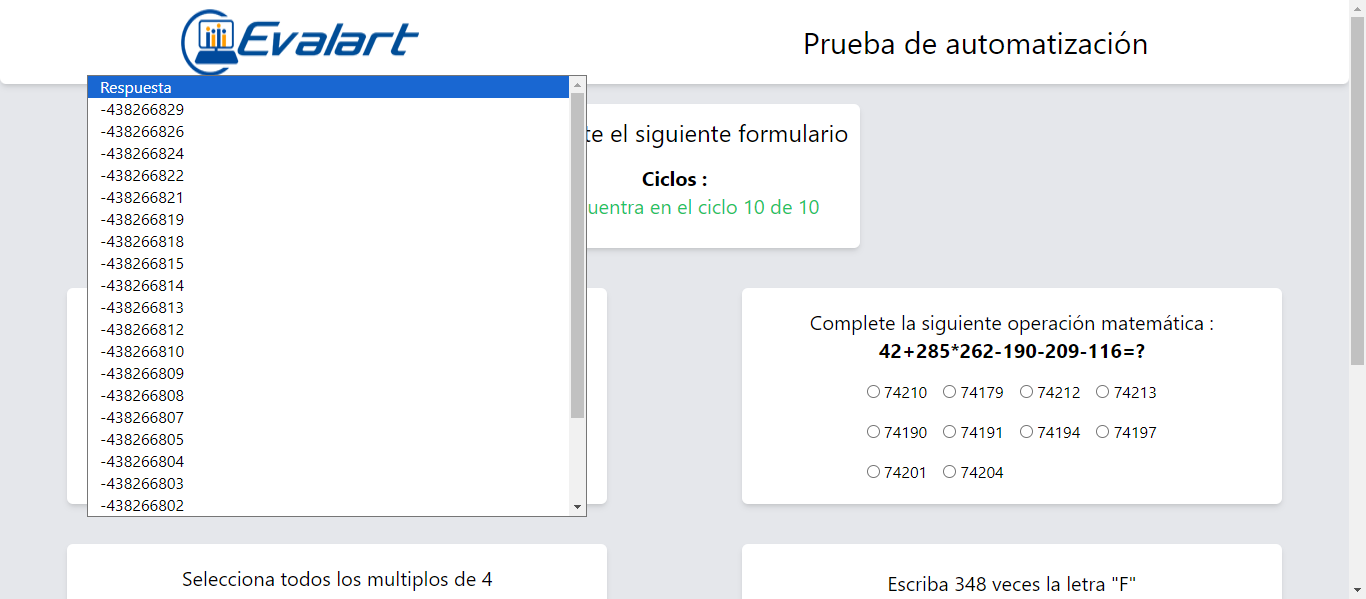 Evalart
Prueba de automatización
Respuesta
-438266829
-438266826
-438266824
-438266822
-438266821
-438266819
-438266818
-438266815
-438266814
-438266813
-438266812
-438266810
-438266809
-438266808
-438266807
-438266805
-438266804
-438266803
-438266802
te el siguiente formulario
Ciclos :
uentra en el ciclo 10 de 10
Complete la siguiente operación matemática :
42+285*262-190-209-116=?
74210 74179 74212 74213
74190 74191 74194 74197
74201 74204
Selecciona todos los multiplos de 4
Escriba 348 veces la letra "F"